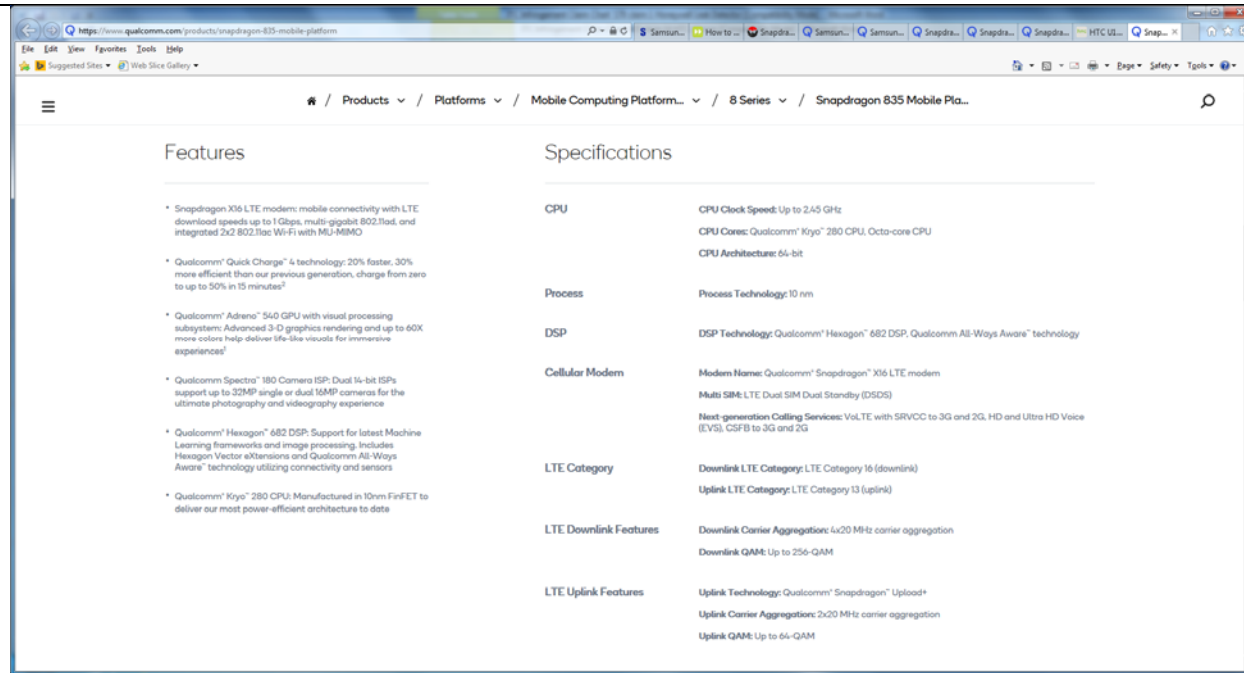 https://www.qualcomm.com/products/snapdragon-835-mobile-platform
S Samsun... How to ... Snapdra... Samsun... Samsun... Snapdra... Snapdra... Snapdra... HTC U1... Snap... ×
File Edit View Favorites Tools Help
Suggested Sites Web Slice Gallery
Page Safety Tools
/ Products / Platforms / Mobile Computing Platform... / 8 Series / Snapdragon 835 Mobile Pla...
Features
• Snapdragon X16 LTE modem: mobile connectivity with LTE
download speeds up to 1 Gbps, multi-gigabit 802.11ad, and
integrated 2x2 802.11ac Wi-Fi with MU-MIMO
• Qualcomm® Quick Charge™ 4 technology: 20% faster, 30%
more efficient than our previous generation, charge from zero
to up to 50% in 15 minutes²
• Qualcomm® Adreno™ 540 GPU with visual processing
subsystem: Advanced 3-D graphics rendering and up to 60X
more colors help deliver life-like visuals for immersive
experiences¹
• Qualcomm Spectra™ 180 Camera ISP: Dual 14-bit ISPs
support up to 32MP single or dual 16MP cameras for the
ultimate photography and videography experience
• Qualcomm® Hexagon™ 682 DSP: Support for latest Machine
Learning frameworks and image processing. Includes
Hexagon Vector eXtensions and Qualcomm All-Ways
Aware™ technology utilizing connectivity and sensors
• Qualcomm® Kryo™ 280 CPU: Manufactured in 10nm FinFET to
deliver our most power-efficient architecture to date
Specifications
CPU
CPU Clock Speed: Up to 2.45 GHz
CPU Cores: Qualcomm® Kryo™ 280 CPU, Octa-core CPU
CPU Architecture: 64-bit
Process
Process Technology: 10 nm
DSP
DSP Technology: Qualcomm® Hexagon™ 682 DSP, Qualcomm All-Ways Aware™ technology
Cellular Modem
Modem Name: Qualcomm® Snapdragon™ X16 LTE modem
Multi SIM: LTE Dual SIM Dual Standby (DSDS)
Next-generation Calling Services: VoLTE with SRVCC to 3G and 2G, HD and Ultra HD Voice
(EVS), CSFB to 3G and 2G
LTE Category
Downlink LTE Category: LTE Category 16 (downlink)
Uplink LTE Category: LTE Category 13 (uplink)
LTE Downlink Features
Downlink Carrier Aggregation: 4x20 MHz carrier aggregation
Downlink QAM: Up to 256-QAM
LTE Uplink Features
Uplink Technology: Qualcomm® Snapdragon™ Upload+
Uplink Carrier Aggregation: 2x20 MHz carrier aggregation
Uplink QAM: Up to 64-QAM